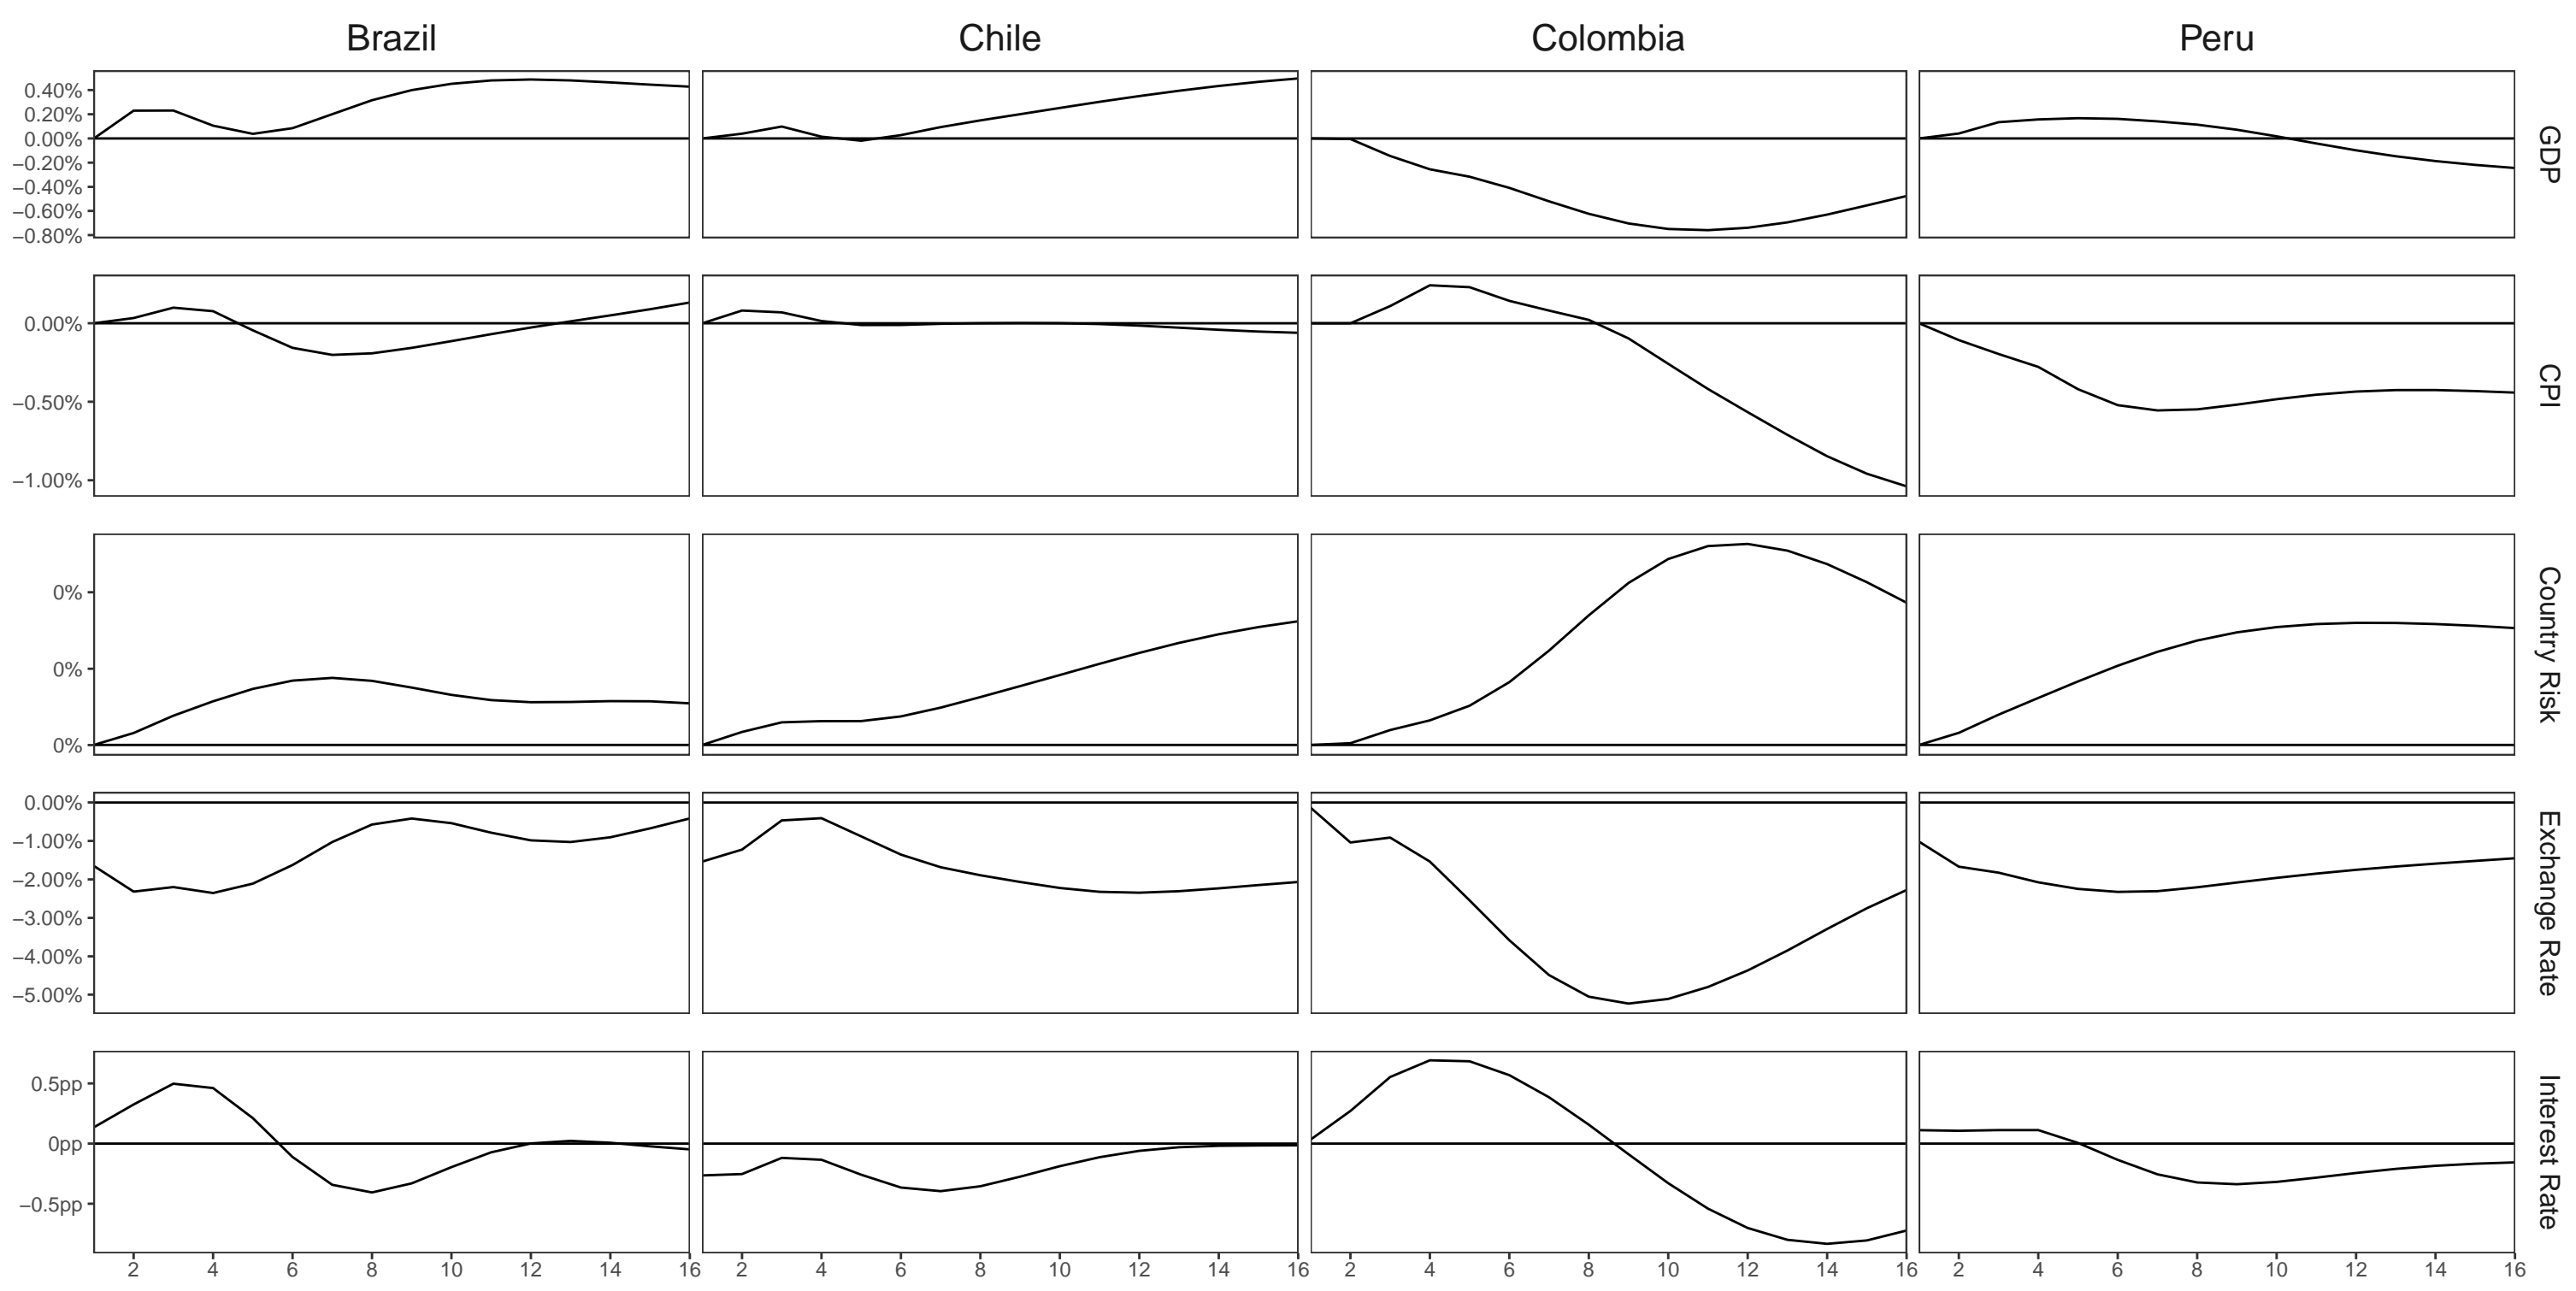 Brazil Chile Colombia Peru
0.40%
0.20%
0.00%
−0.20%
−0.40%
−0.60%
−0.80%
GDP
0.00%
−0.50%
−1.00%
CPI
0%
0%
0%
Country Risk
0.00%
−1.00%
−2.00%
−3.00%
−4.00%
−5.00%
Exchange Rate
0.5pp
0pp
−0.5pp
Interest Rate
2 4 6 8 10 12 14 16 2 4 6 8 10 12 14 16 2 4 6 8 10 12 14 16 2 4 6 8 10 12 14 16